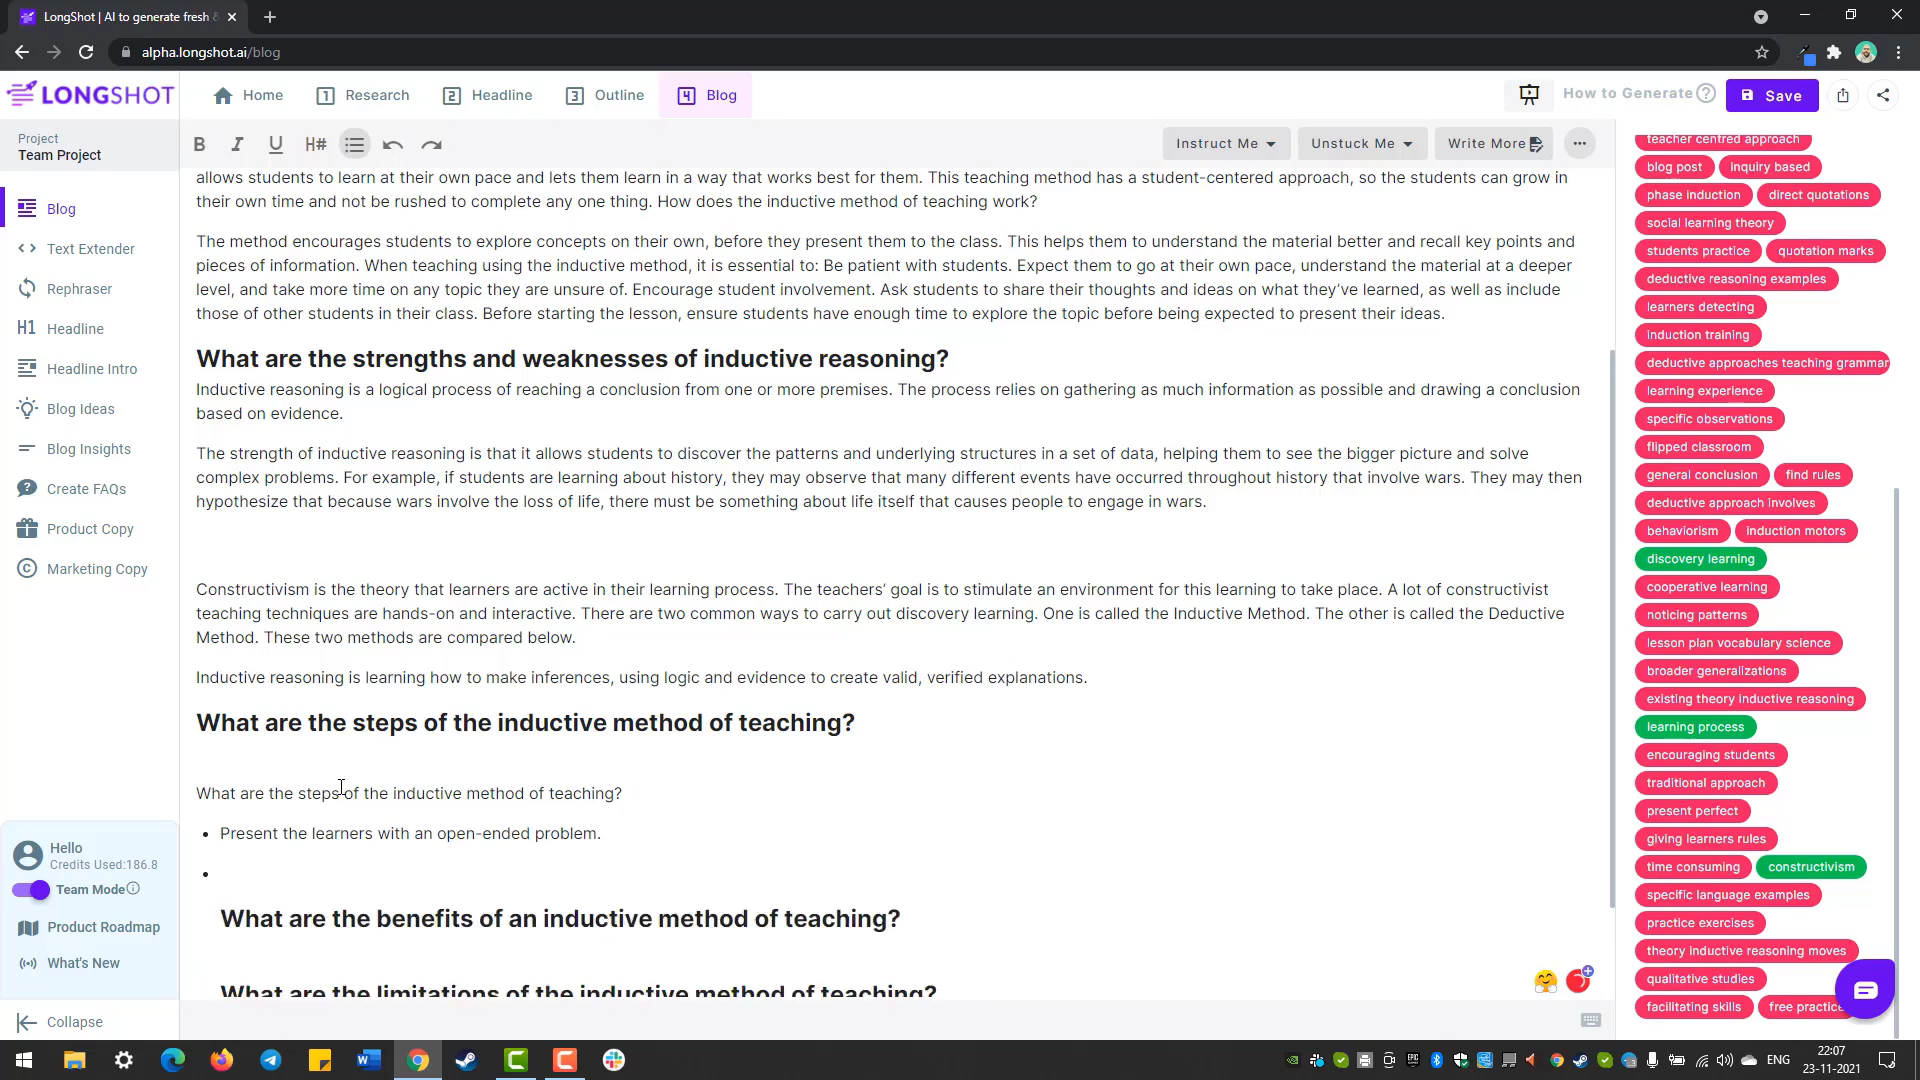 LongShot | AI to generate fresh &
alpha.longshot.ai/blog
LONGSHOT
Home
1 Research
2 Headline
3 Outline
4 Blog
How to Generate ?
Save
Project
Team Project
B I U H#
Instruct Me
Unstuck Me
Write More
Blog
Text Extender
Rephraser
H1 Headline
Headline Intro
Blog Ideas
Blog Insights
Create FAQs
Product Copy
Marketing Copy
Hello
Credits Used:186.8
Team Mode
Product Roadmap
What's New
Collapse
allows students to learn at their own pace and lets them learn in a way that works best for them. This teaching method has a student-centered approach, so the students can grow in
their own time and not be rushed to complete any one thing. How does the inductive method of teaching work?
The method encourages students to explore concepts on their own, before they present them to the class. This helps them to understand the material better and recall key points and
pieces of information. When teaching using the inductive method, it is essential to: Be patient with students. Expect them to go at their own pace, understand the material at a deeper
level, and take more time on any topic they are unsure of. Encourage student involvement. Ask students to share their thoughts and ideas on what they’ve learned, as well as include
those of other students in their class. Before starting the lesson, ensure students have enough time to explore the topic before being expected to present their ideas.
What are the strengths and weaknesses of inductive reasoning?
Inductive reasoning is a logical process of reaching a conclusion from one or more premises. The process relies on gathering as much information as possible and drawing a conclusion
based on evidence.
The strength of inductive reasoning is that it allows students to discover the patterns and underlying structures in a set of data, helping them to see the bigger picture and solve
complex problems. For example, if students are learning about history, they may observe that many different events have occurred throughout history that involve wars. They may then
hypothesize that because wars involve the loss of life, there must be something about life itself that causes people to engage in wars.
Constructivism is the theory that learners are active in their learning process. The teachers’ goal is to stimulate an environment for this learning to take place. A lot of constructivist
teaching techniques are hands-on and interactive. There are two common ways to carry out discovery learning. One is called the Inductive Method. The other is called the Deductive
Method. These two methods are compared below.
Inductive reasoning is learning how to make inferences, using logic and evidence to create valid, verified explanations.
What are the steps of the inductive method of teaching?
What are the steps of the inductive method of teaching?
• Present the learners with an open-ended problem.
•
What are the benefits of an inductive method of teaching?
What are the limitations of the inductive method of teaching?
teacher centred approach
blog post inquiry based
phase induction direct quotations
social learning theory
students practice quotation marks
deductive reasoning examples
learners detecting
induction training
deductive approaches teaching grammar
learning experience
specific observations
flipped classroom
general conclusion find rules
deductive approach involves
behaviorism induction motors
discovery learning
cooperative learning
noticing patterns
lesson plan vocabulary science
broader generalizations
existing theory inductive reasoning
learning process
encouraging students
traditional approach
present perfect
giving learners rules
time consuming constructivism
specific language examples
practice exercises
theory inductive reasoning moves
qualitative studies
facilitating skills free practice
ENG
22:07
23-11-2021